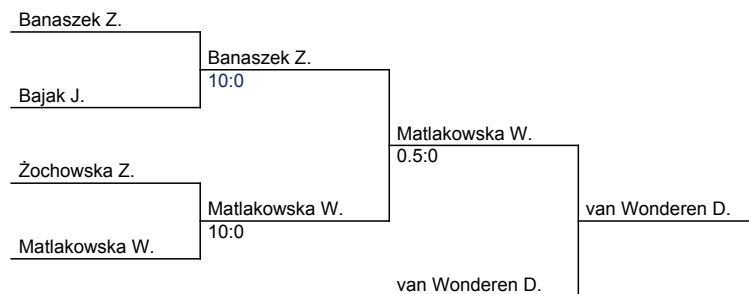 Banaszek Z.
Banaszek Z.
10:0
Bajak J.
Matlakowska W.
0.5:0
Żochowska Z.
Matlakowska W.
10:0
van Wonderen D.
Matlakowska W.
van Wonderen D.